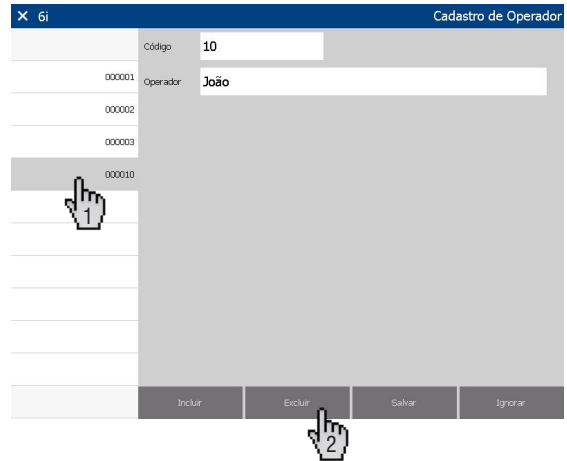 ✕ 6i Cadastro de Operador
Código 10
000001 Operador João
000002
000003
000010
1
Incluir Excluir Salvar Ignorar
2